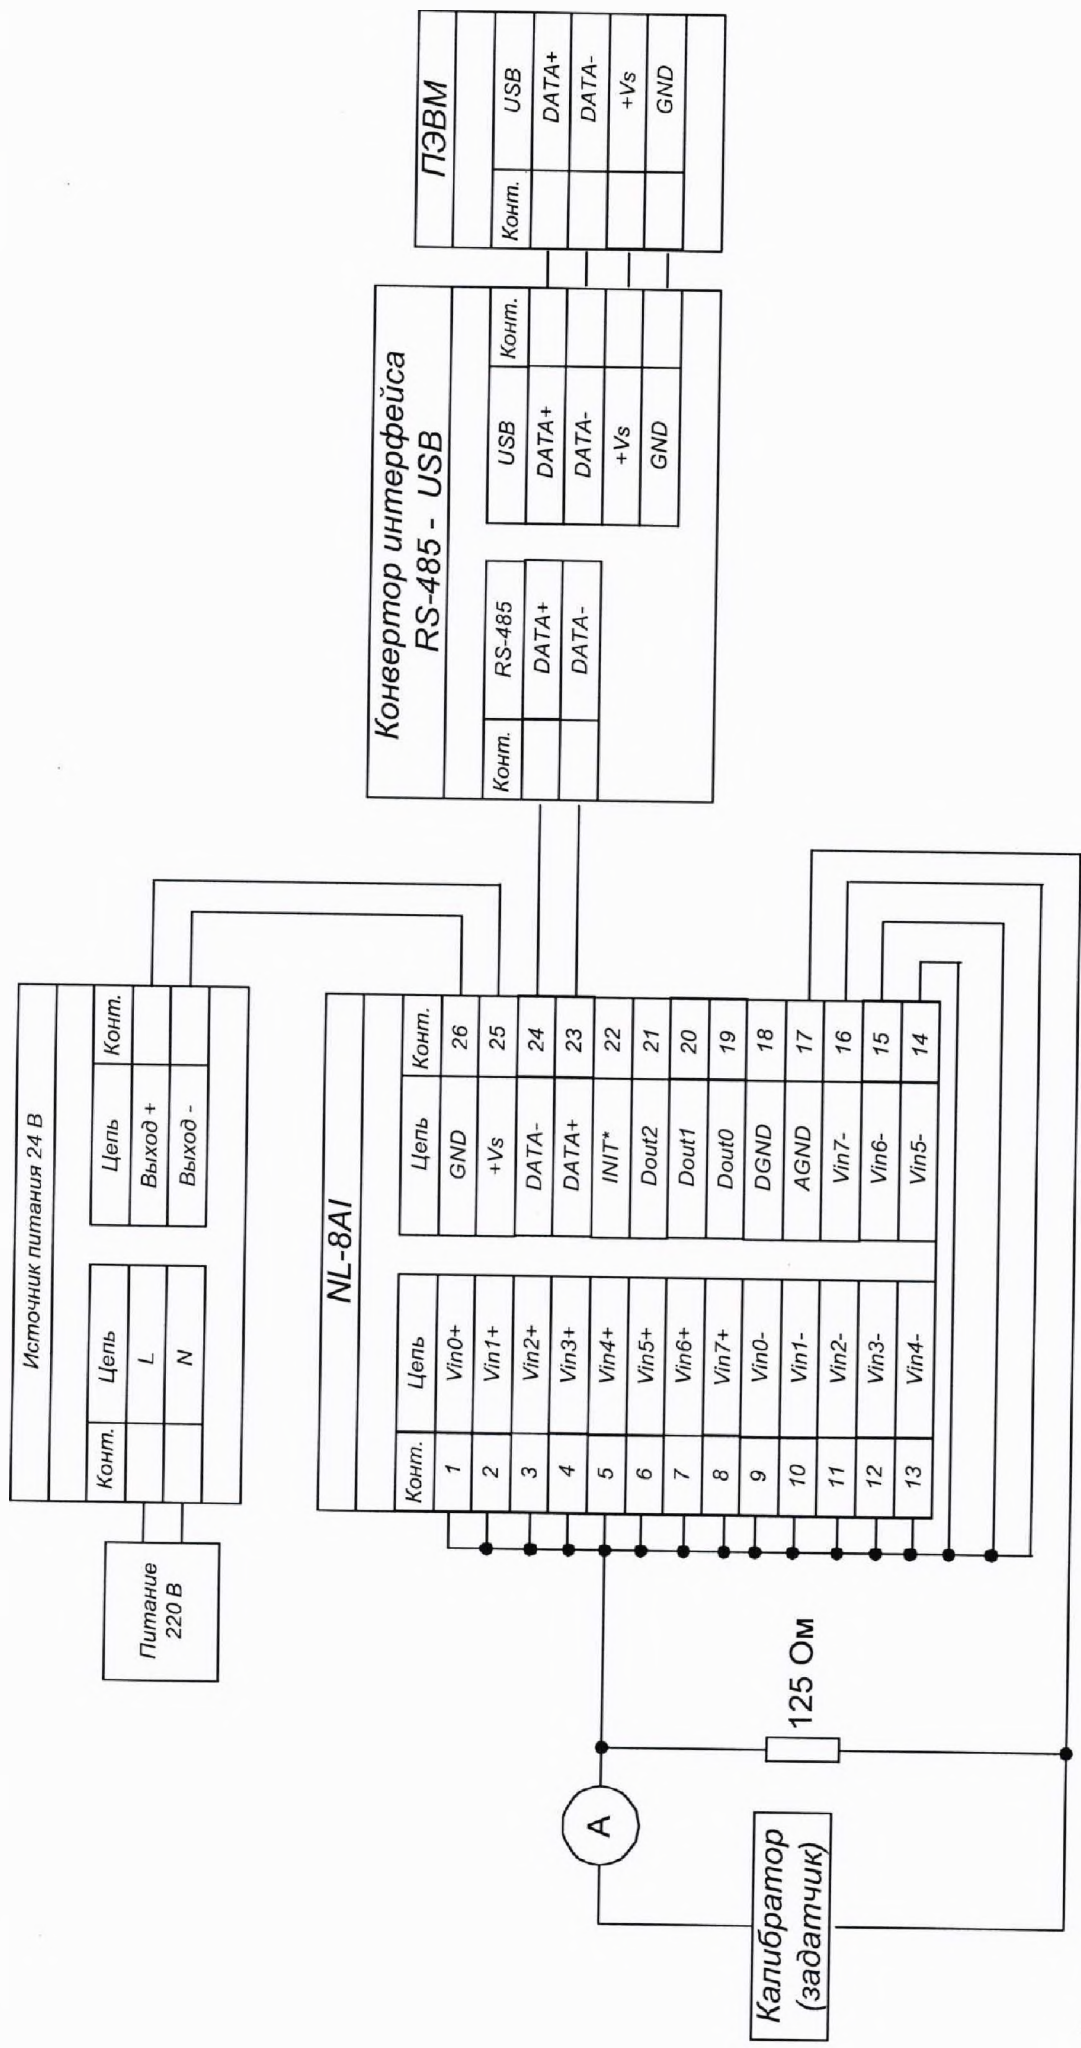 Питание
220 В
Источник питания 24 В
Конт. Цепь
L
N
Цепь Конт.
Выход +
Выход -
NL-8AI
Конт. Цепь Цепь Конт.
1 Vin0+ GND 26
2 Vin1+ +Vs 25
3 Vin2+ DATA- 24
4 Vin3+ DATA+ 23
5 Vin4+ INIT* 22
6 Vin5+ Dout2 21
7 Vin6+ Dout1 20
8 Vin7+ Dout0 19
9 Vin0- DGND 18
10 Vin1- AGND 17
11 Vin2- Vin7- 16
12 Vin3- Vin6- 15
13 Vin4- Vin5- 14
Конвертор интерфейса
RS-485 - USB
Конт. RS-485
DATA+
DATA-
USB Конт.
DATA+
DATA-
+Vs
GND
ПЭВМ
Конт. USB
DATA+
DATA-
+Vs
GND
A
125 Ом
Калибратор
(задатчик)